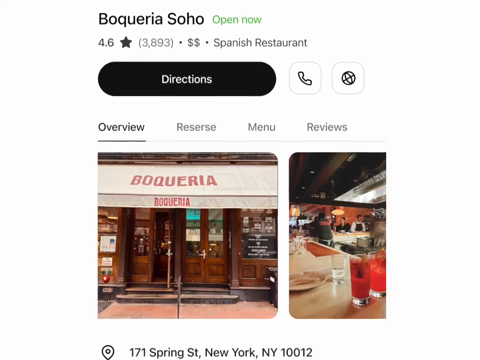 Boqueria Soho Open now
4.6 ★ (3,893) • $$ • Spanish Restaurant
Directions
Overview Reserse Menu Reviews
BOQUERIA
BOQUERIA
171 Spring St, New York, NY 10012